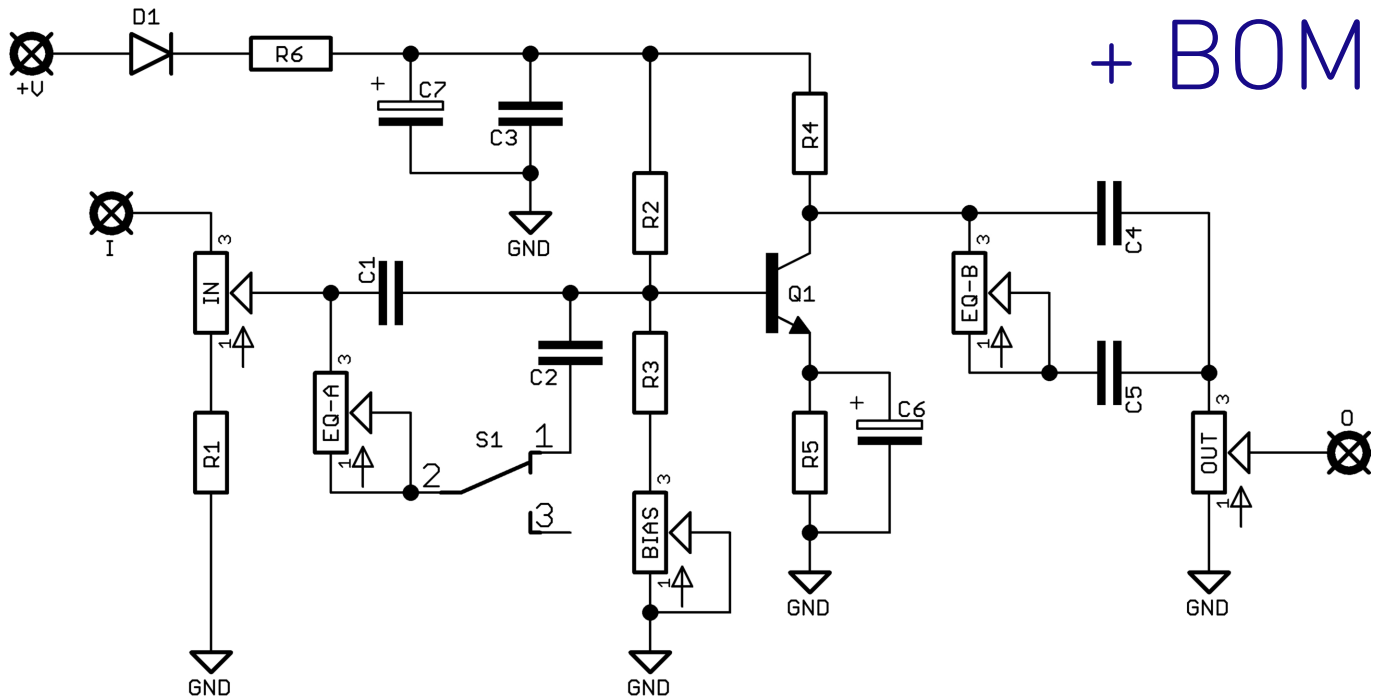 D1
+ BOM
R6
+V
+
C7
C3
R4
R2
GND
I
3
C1
IN
1
Q1
3
EQ-B
1
C4
3
EQ-A
1
C2
R3
C5
+
C6
3
O
R1
S1
1
2
3
R5
OUT
1
3
BIAS
1
GND
GND
GND
GND